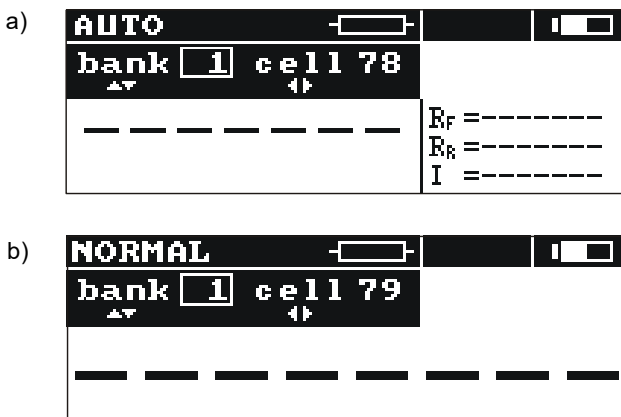 a)
AUTO
bank 1 cell 78
— — — — — — —
RF =-------
RR =-------
I =-------
b)
NORMAL
bank 1 cell 79
— — — — — — — —